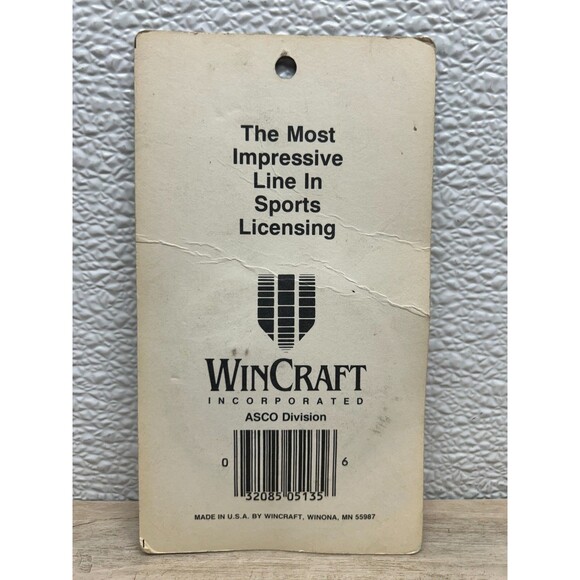 The Most
Impressive
Line In
Sports
Licensing
WINCRAFT
INCORPORATED
ASCO Division
0 32085 05135 6
MADE IN U.S.A. BY WINCRAFT, WINONA, MN 55987